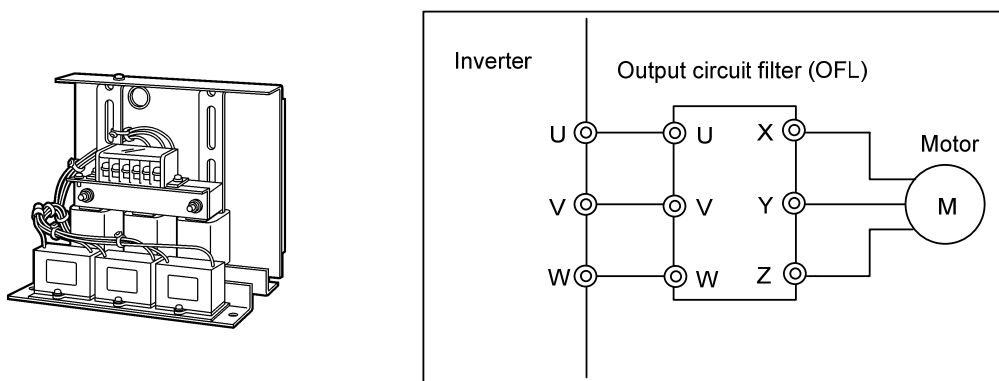 Inverter
Output circuit filter (OFL)
U U X
Motor
V V Y M
W W Z